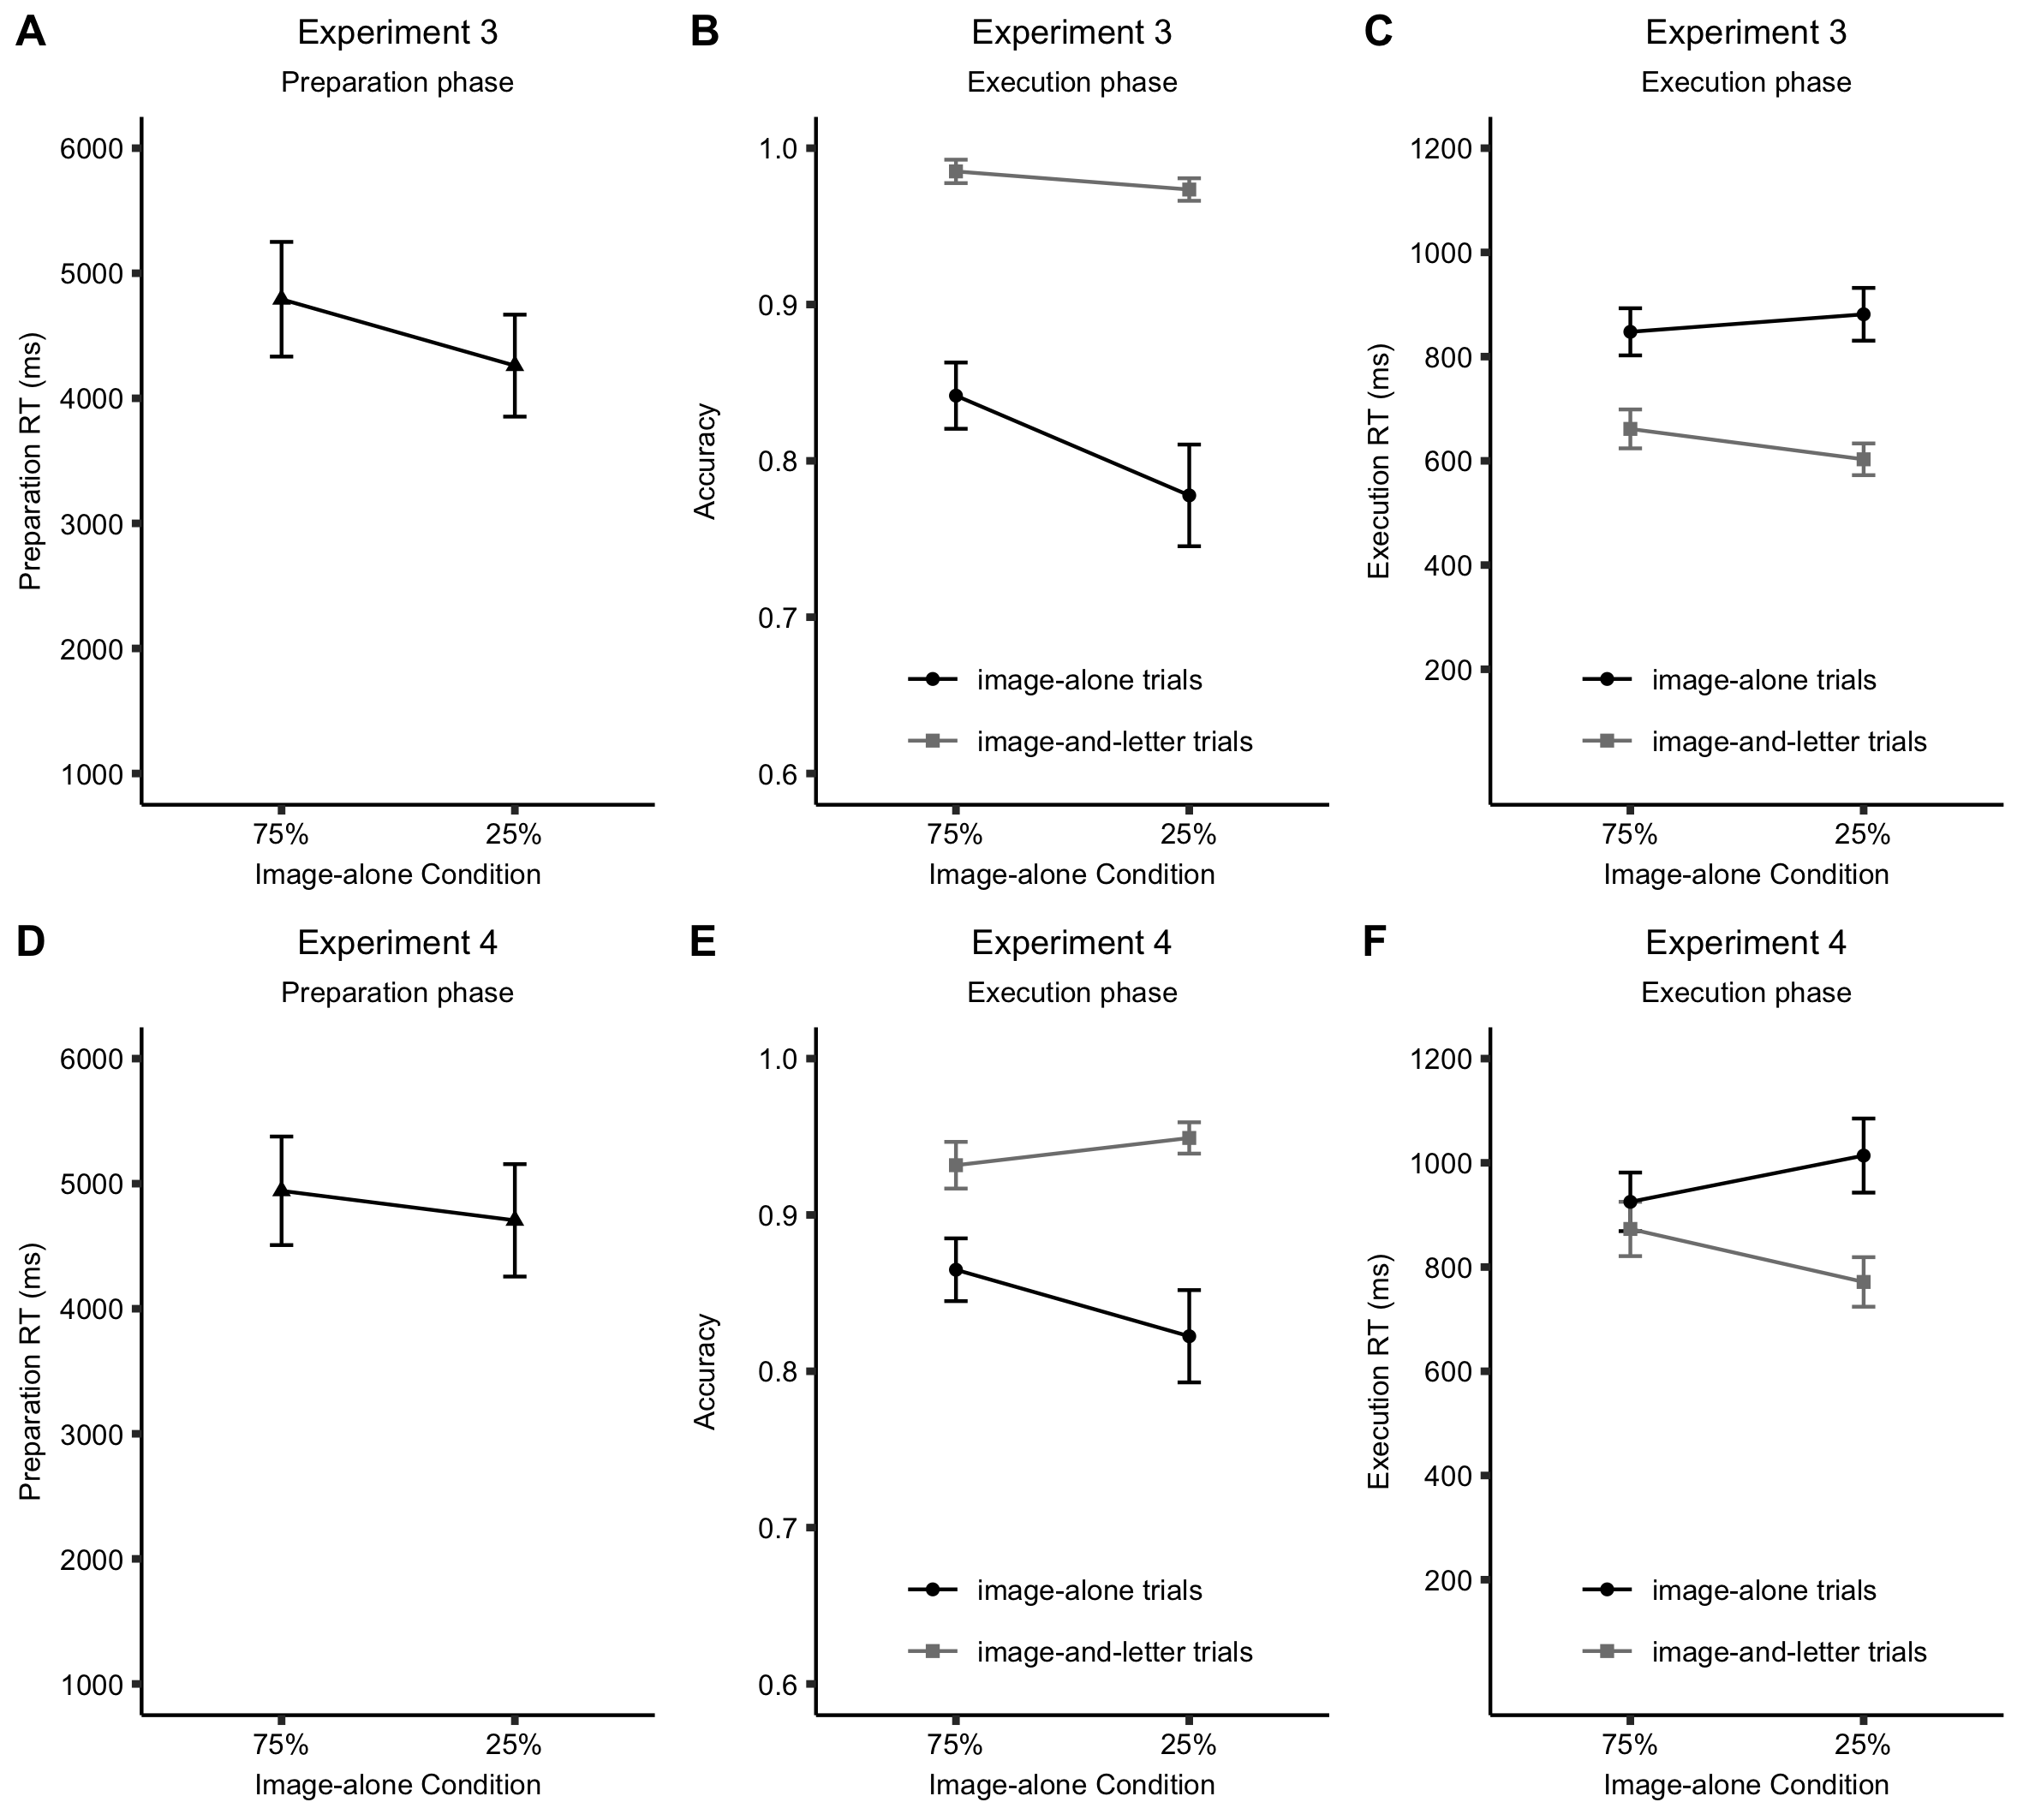 A
Experiment 3
Preparation phase
Preparation RT (ms)
6000
5000
4000
3000
2000
1000
75%
25%
Image-alone Condition
B
Experiment 3
Execution phase
Accuracy
1.0
0.9
0.8
0.7
0.6
image-alone trials
image-and-letter trials
75%
25%
Image-alone Condition
C
Experiment 3
Execution phase
Execution RT (ms)
1200
1000
800
600
400
200
image-alone trials
image-and-letter trials
75%
25%
Image-alone Condition
D
Experiment 4
Preparation phase
Preparation RT (ms)
6000
5000
4000
3000
2000
1000
75%
25%
Image-alone Condition
E
Experiment 4
Execution phase
Accuracy
1.0
0.9
0.8
0.7
0.6
image-alone trials
image-and-letter trials
75%
25%
Image-alone Condition
F
Experiment 4
Execution phase
Execution RT (ms)
1200
1000
800
600
400
200
image-alone trials
image-and-letter trials
75%
25%
Image-alone Condition